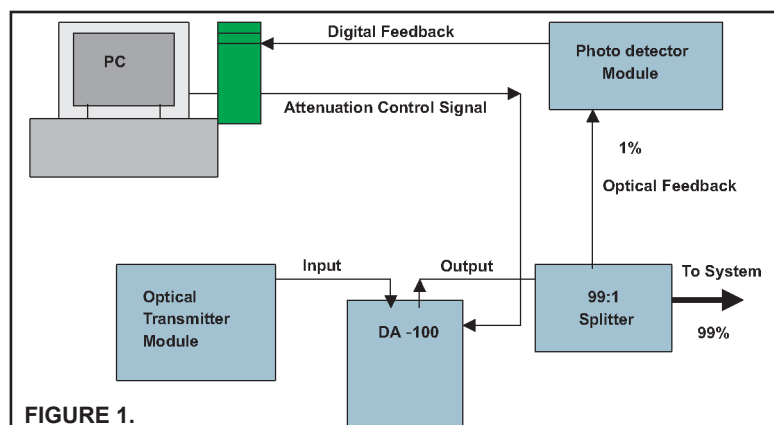 Digital Feedback
PC
Photo detector
Module
Attenuation Control Signal
1%
Optical Feedback
Input
Output
To System
Optical
Transmitter
Module
DA -100
99:1
Splitter
99%
FIGURE 1.